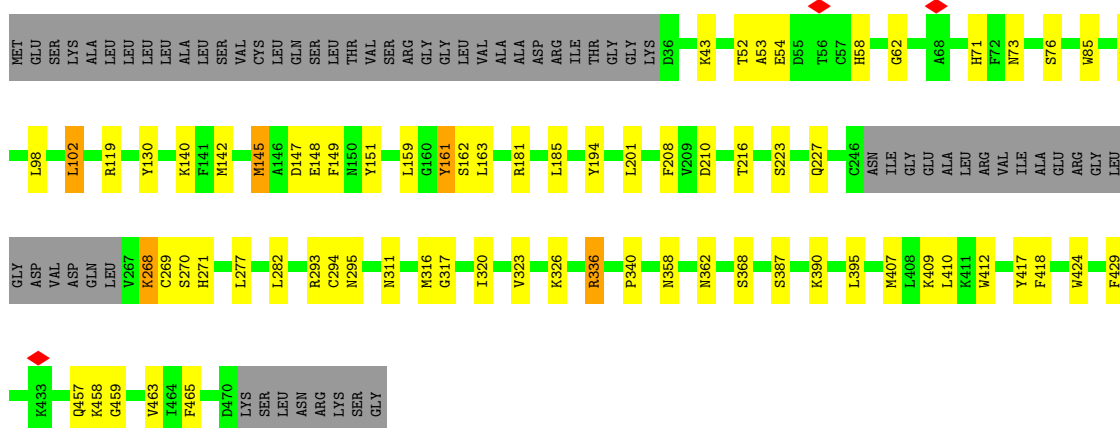 MET GLU SER LYS ALA LEU LEU LEU LEU LEU ALA LEU SER VAL CYS LEU GLN SER LEU THR VAL SER ARG GLY GLY LEU VAL ALA ALA ASP ARG ILE THR GLY GLY LYS D36 K43 T52 A53 E54 D55 T56 C57 H58 G62 A68 H71 F72 N73 S76 W85
L98 L102 R119 Y130 K140 F141 M142 M145 A146 D147 E148 F149 N150 Y151 L159 G160 Y161 S162 L163 R181 L185 Y194 L201 F208 V209 D210 T216 S223 Q227 C246 ASN ILE GLY GLU ALA LEU ARG VAL ILE ALA GLU ARG GLY LEU
GLY ASP VAL ASP GLN LEU V267 K268 C269 S270 H271 L277 L282 R293 C294 N295 N311 M316 G317 I320 V323 K326 R336 P340 N358 N362 S368 S387 K390 L395 M407 L408 K409 L410 K411 W412 Y417 F418 W424 F429
K433 Q457 K458 G459 V463 I464 F465 D470 LYS SER LEU ASN ARG LYS SER GLY